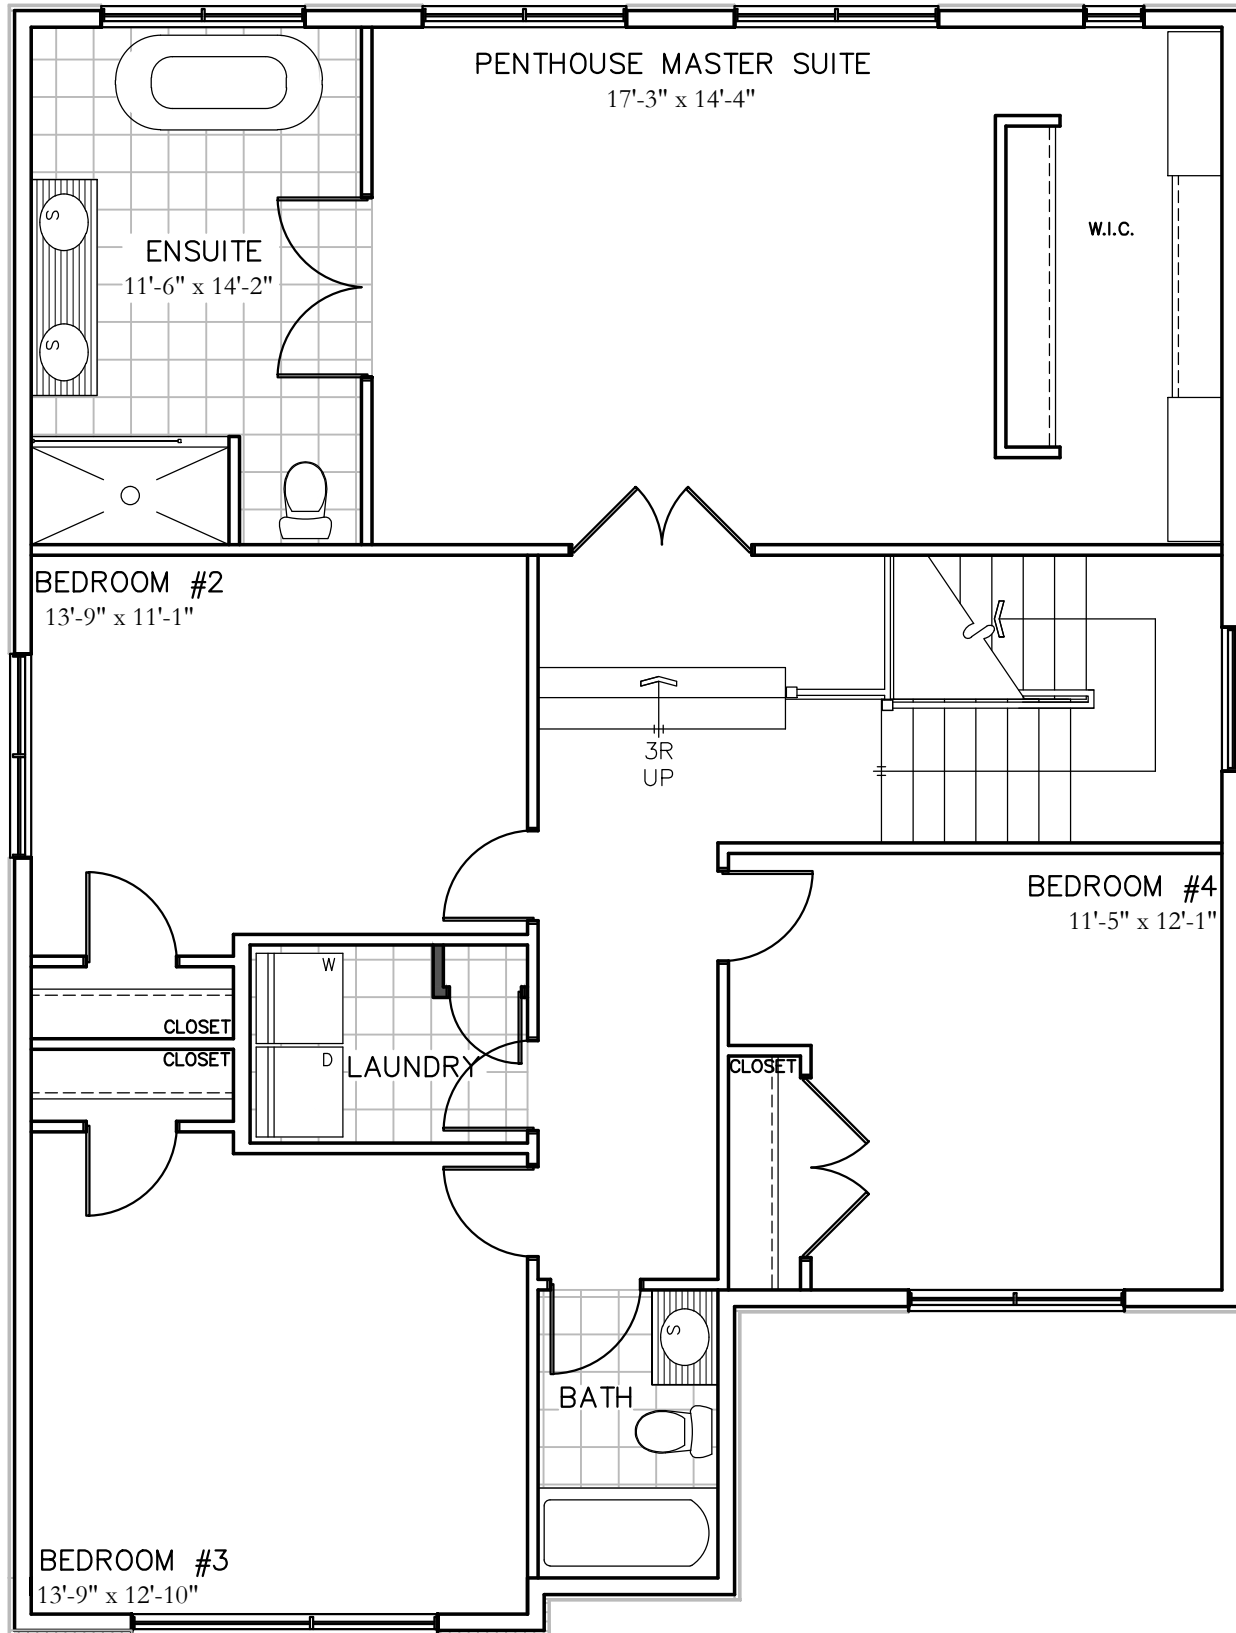 PENTHOUSE MASTER SUITE
17'-3" x 14'-4"
W.I.C.
S
ENSUITE
11'-6" x 14'-2"
S
BEDROOM #2
13'-9" x 11'-1"
3R
UP
BEDROOM #4
11'-5" x 12'-1"
W
CLOSET
CLOSET
D
LAUNDRY
CLOSET
S
BATH
BEDROOM #3
13'-9" x 12'-10"